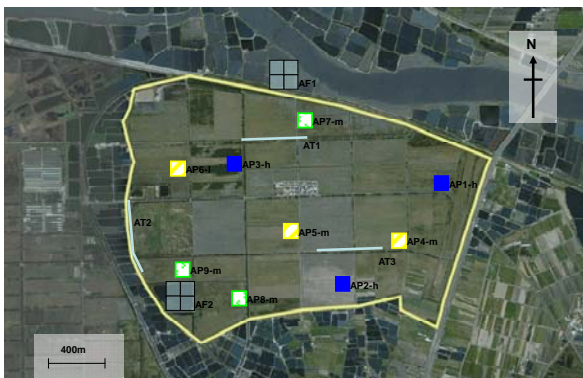 N
AF1
AP7-m
AT1
AP6-l
AP3-h
AP1-h
AT2
AP5-m
AP4-m
AT3
AP9-m
AP2-h
AF2
AP8-m
400m